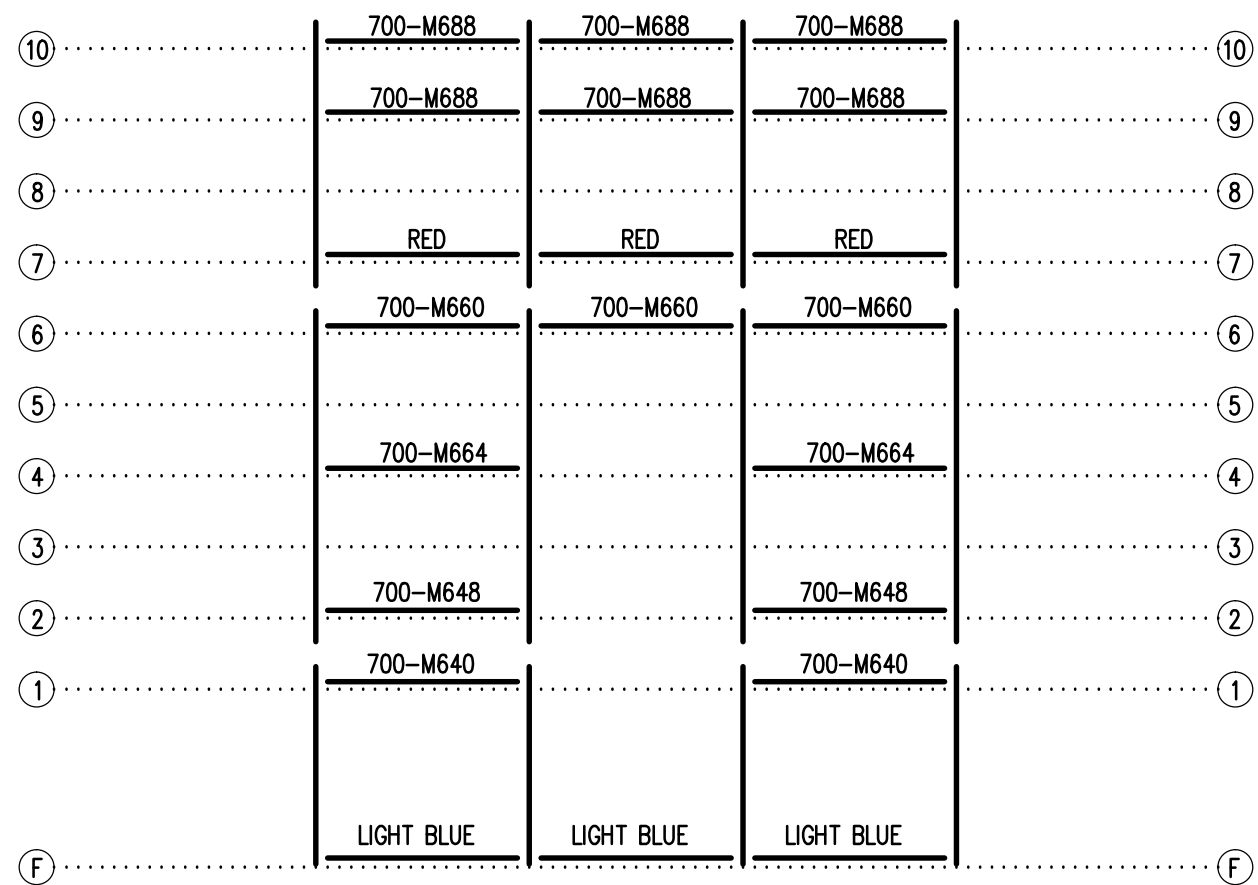 10 700-M688 700-M688 700-M688 10
9 700-M688 700-M688 700-M688 9
8 8
7 RED RED RED 7
6 700-M660 700-M660 700-M660 6
5 5
4 700-M664 700-M664 4
3 3
2 700-M648 700-M648 2
1 700-M640 700-M640 1
F LIGHT BLUE LIGHT BLUE LIGHT BLUE F